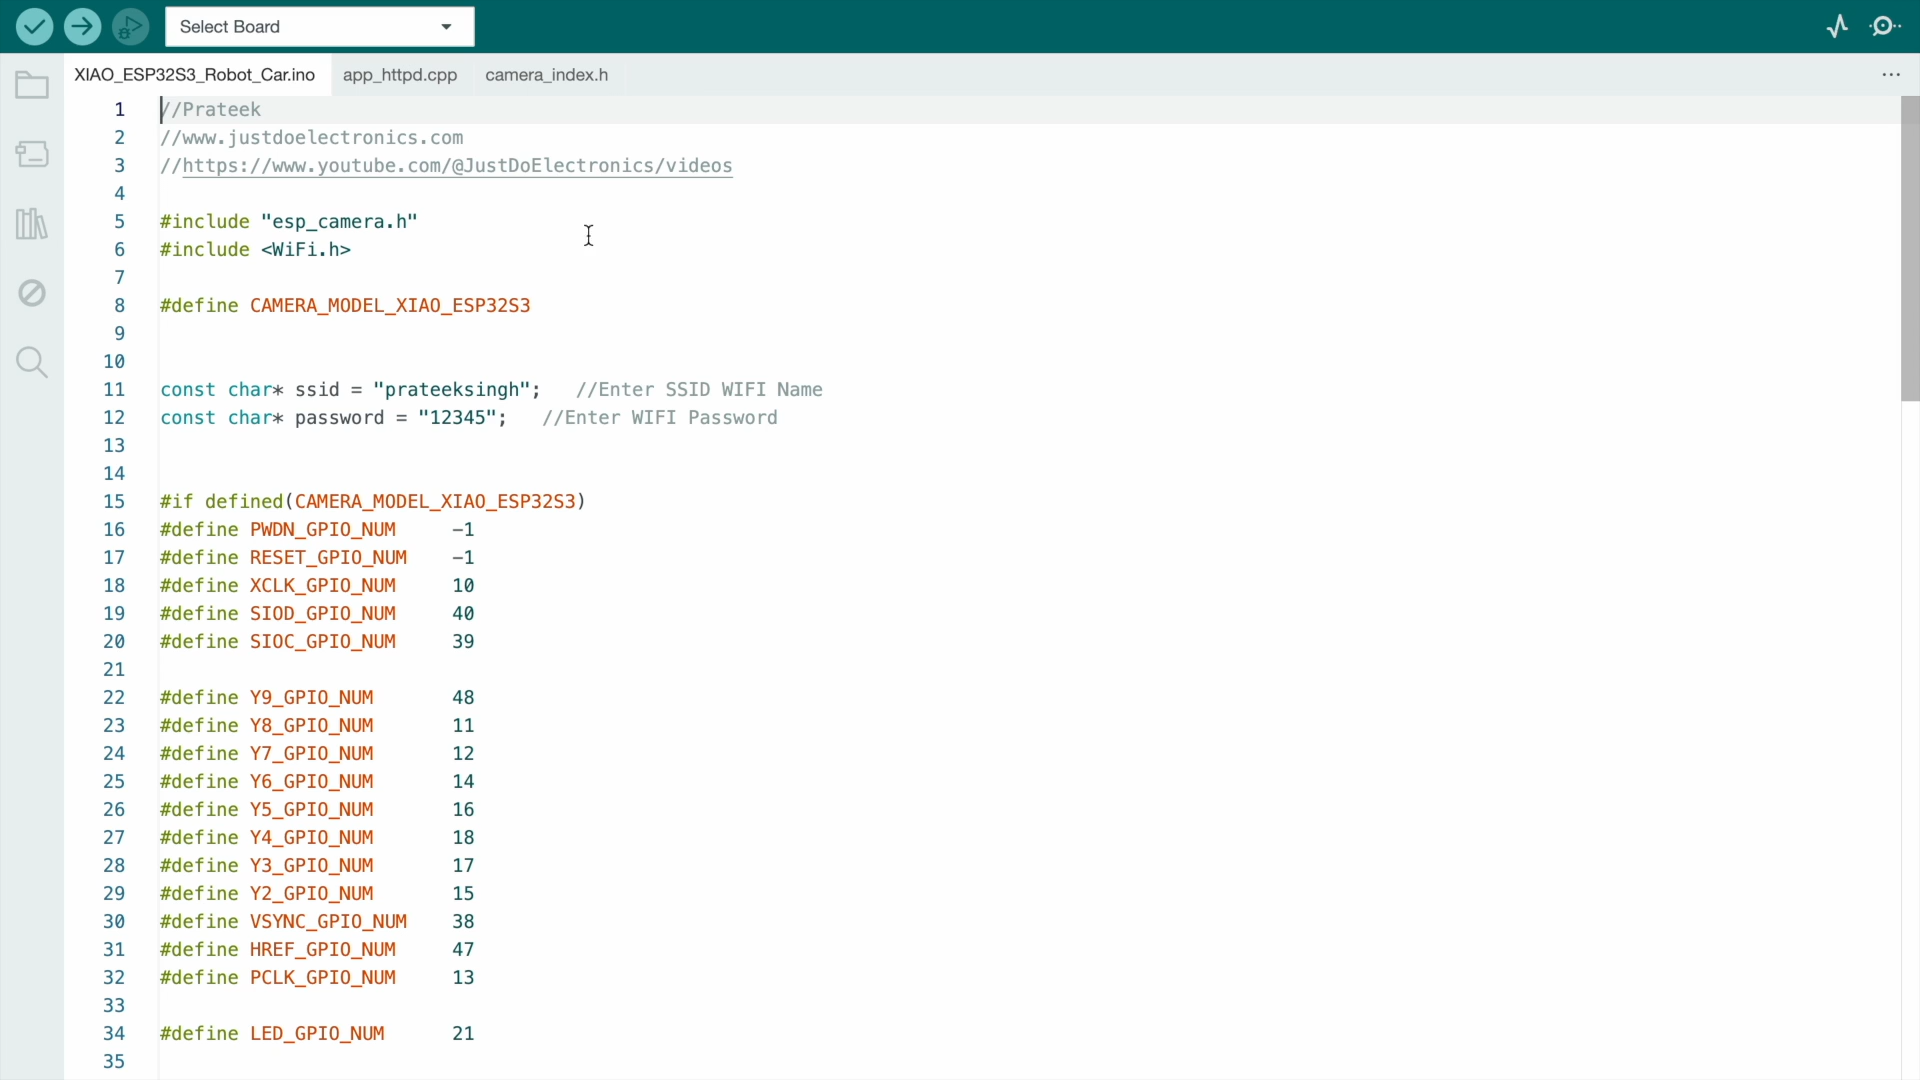 Select Board
XIAO_ESP32S3_Robot_Car.ino app_httpd.cpp camera_index.h
1 //Prateek
2 //www.justdoelectronics.com
3 //https://www.youtube.com/@JustDoElectronics/videos
4
5 #include "esp_camera.h"
6 #include <WiFi.h>
7
8 #define CAMERA_MODEL_XIAO_ESP32S3
9
10
11 const char* ssid = "prateeksingh"; //Enter SSID WIFI Name
12 const char* password = "12345"; //Enter WIFI Password
13
14
15 #if defined(CAMERA_MODEL_XIAO_ESP32S3)
16 #define PWDN_GPIO_NUM -1
17 #define RESET_GPIO_NUM -1
18 #define XCLK_GPIO_NUM 10
19 #define SIOD_GPIO_NUM 40
20 #define SIOC_GPIO_NUM 39
21
22 #define Y9_GPIO_NUM 48
23 #define Y8_GPIO_NUM 11
24 #define Y7_GPIO_NUM 12
25 #define Y6_GPIO_NUM 14
26 #define Y5_GPIO_NUM 16
27 #define Y4_GPIO_NUM 18
28 #define Y3_GPIO_NUM 17
29 #define Y2_GPIO_NUM 15
30 #define VSYNC_GPIO_NUM 38
31 #define HREF_GPIO_NUM 47
32 #define PCLK_GPIO_NUM 13
33
34 #define LED_GPIO_NUM 21
35